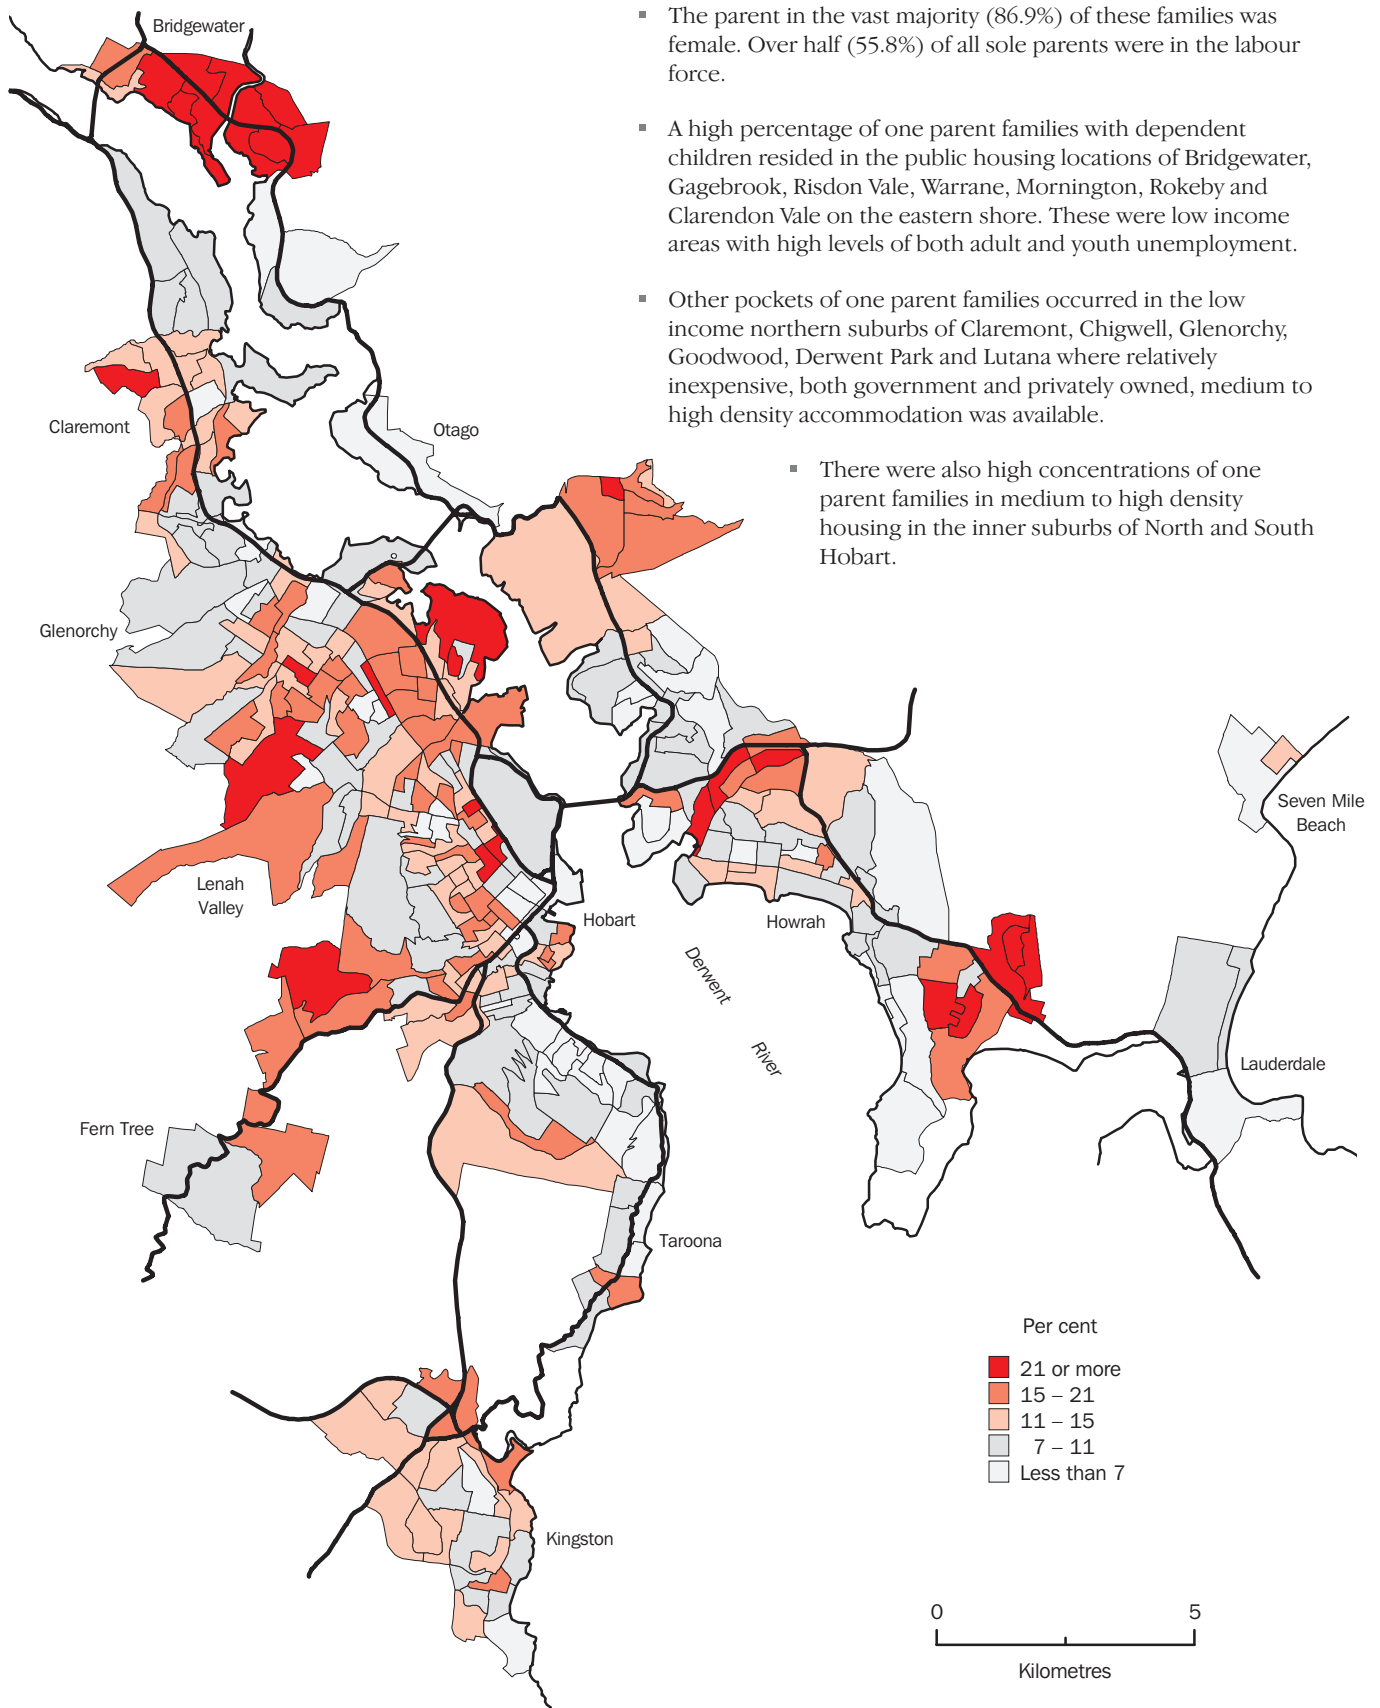 ▪ The parent in the vast majority (86.9%) of these families was
female. Over half (55.8%) of all sole parents were in the labour
force.
▪ A high percentage of one parent families with dependent
children resided in the public housing locations of Bridgewater,
Gagebrook, Risdon Vale, Warrane, Mornington, Rokeby and
Clarendon Vale on the eastern shore. These were low income
areas with high levels of both adult and youth unemployment.
▪ Other pockets of one parent families occurred in the low
income northern suburbs of Claremont, Chigwell, Glenorchy,
Goodwood, Derwent Park and Lutana where relatively
inexpensive, both government and privately owned, medium to
high density accommodation was available.
▪ There were also high concentrations of one
parent families in medium to high density
housing in the inner suburbs of North and South
Hobart.
Bridgewater
Claremont
Otago
Glenorchy
Seven Mile
Beach
Lenah
Valley
Hobart
Howrah
Derwent
River
Lauderdale
Fern Tree
Taroona
Kingston
Per cent
21 or more
15 – 21
11 – 15
7 – 11
Less than 7
0 5
Kilometres